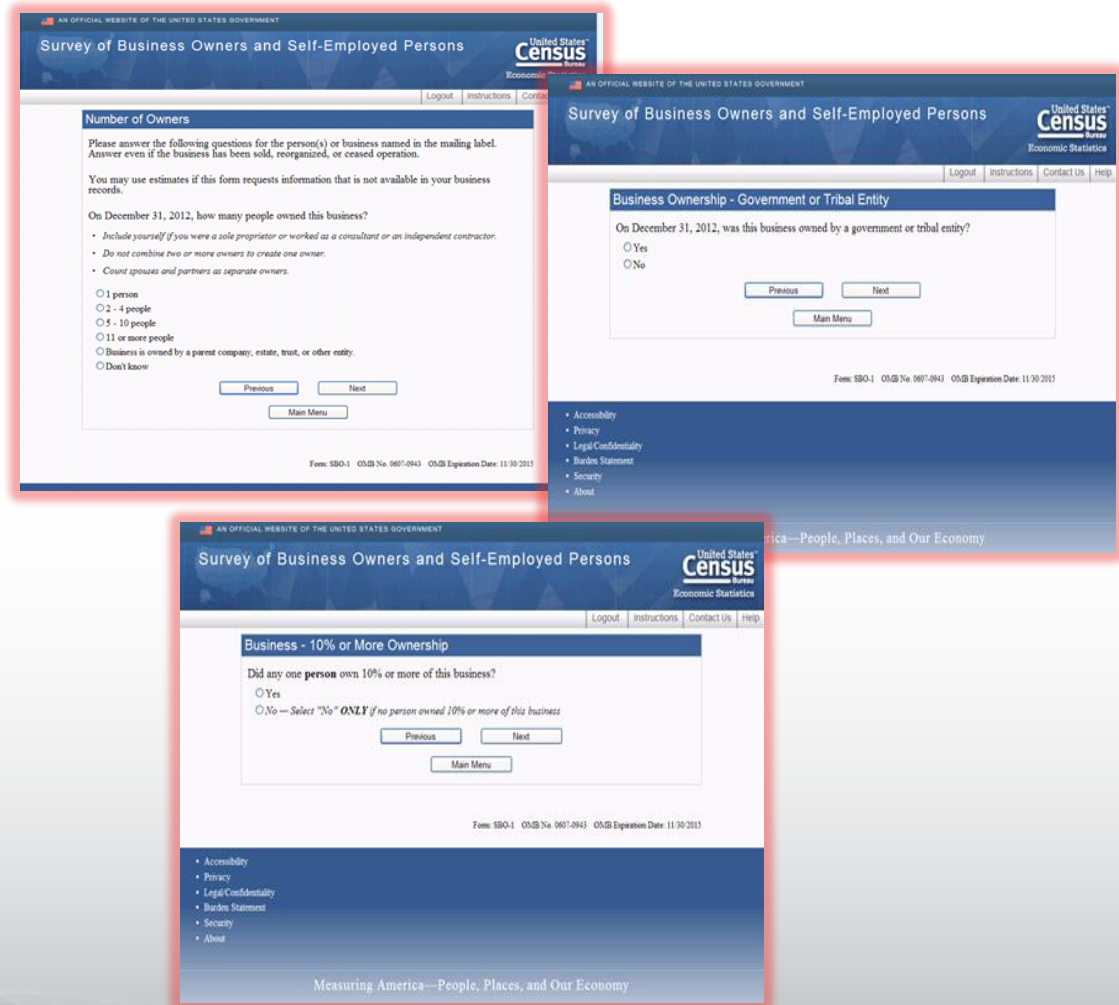 AN OFFICIAL WEBSITE OF THE UNITED STATES GOVERNMENT
Survey of Business Owners and Self-Employed Persons
United States™
Census
Bureau
Economic
Logout Instructions
Number of Owners
Please answer the following questions for the person(s) or business named in the mailing label.
Answer even if the business has been sold, reorganized, or ceased operation.
You may use estimates if this form requests information that is not available in your business
records.
On December 31, 2012, how many people owned this business?
• Include yourself if you were a sole proprietor or worked as a consultant or an independent contractor.
• Do not combine two or more owners to create one owner.
• Count spouses and partners as separate owners.
1 person
2 - 4 people
5 - 10 people
11 or more people
Business is owned by a parent company, estate, trust, or other entity.
Don't know
Previous Next
Main Menu
Form: SBO-1 OMB No. 0607-0943 OMB Expiration Date: 11/30/2015
AN OFFICIAL WEBSITE OF THE UNITED STATES GOVERNMENT
Survey of Business Owners and Self-Employed Persons
United States™
Census
Bureau
Economic Statistics
Logout Instructions Contact Us Help
Business Ownership - Government or Tribal Entity
On December 31, 2012, was this business owned by a government or tribal entity?
Yes
No
Previous Next
Main Menu
Form: SBO-1 OMB No. 0607-0943 OMB Expiration Date: 11/30/2015
• Accessibility
• Privacy
• Legal/Confidentiality
• Burden Statement
• Security
• About
—People, Places, and Our Economy
AN OFFICIAL WEBSITE OF THE UNITED STATES GOVERNMENT
Survey of Business Owners and Self-Employed Persons
United States™
Census
Bureau
Economic Statistics
Logout Instructions Contact Us Help
Business - 10% or More Ownership
Did any one person own 10% or more of this business?
Yes
No — Select "No" ONLY if no person owned 10% or more of this business
Previous Next
Main Menu
Form: SBO-1 OMB No. 0607-0943 OMB Expiration Date: 11/30/2015
• Accessibility
• Privacy
• Legal/Confidentiality
• Burden Statement
• Security
• About
Measuring America—People, Places, and Our Economy